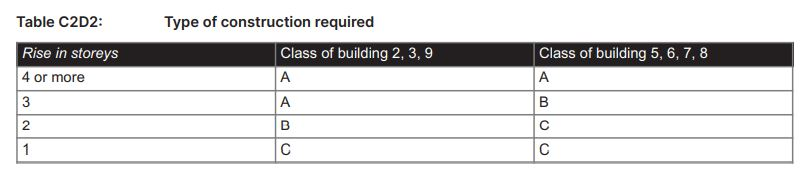 Table C2D2: Type of construction required
Rise in storeys Class of building 2, 3, 9 Class of building 5, 6, 7, 8
4 or more A A
3 A B
2 B C
1 C C